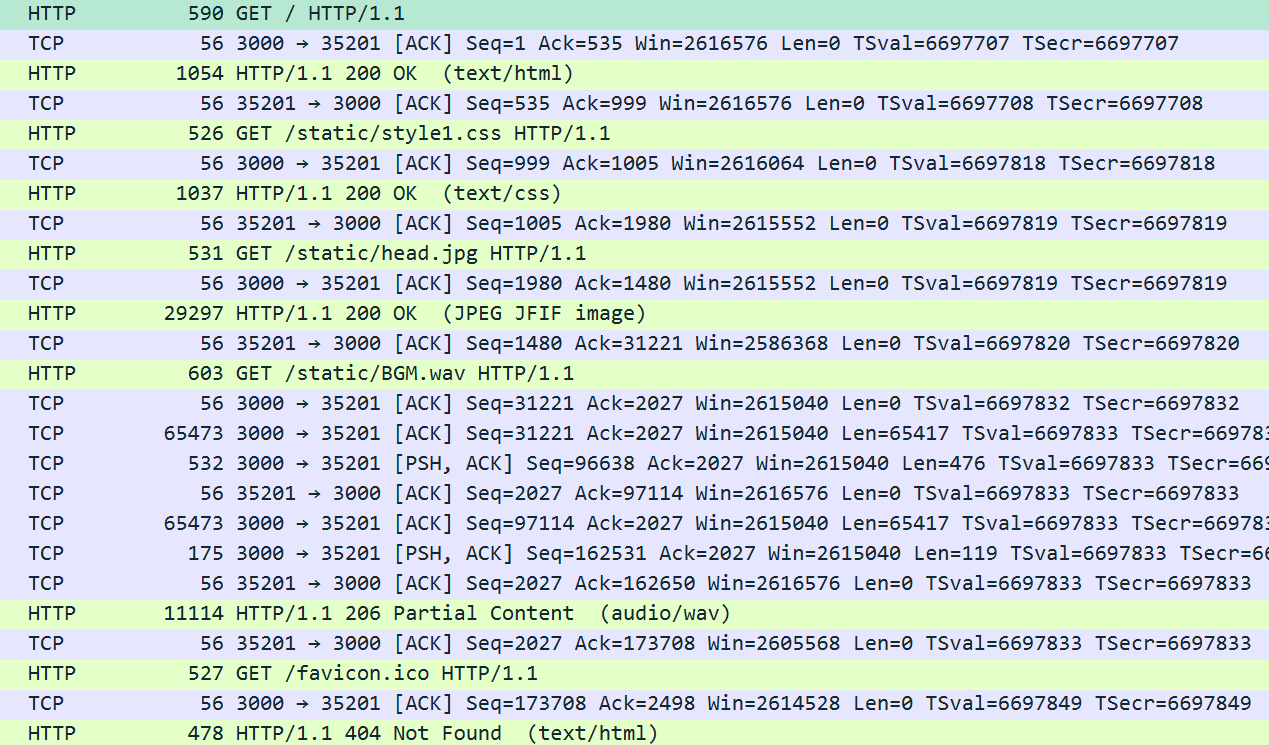 HTTP 590 GET / HTTP/1.1
TCP 56 3000 → 35201 [ACK] Seq=1 Ack=535 Win=2616576 Len=0 TSval=6697707 TSecr=6697707
HTTP 1054 HTTP/1.1 200 OK (text/html)
TCP 56 35201 → 3000 [ACK] Seq=535 Ack=999 Win=2616576 Len=0 TSval=6697708 TSecr=6697708
HTTP 526 GET /static/style1.css HTTP/1.1
TCP 56 3000 → 35201 [ACK] Seq=999 Ack=1005 Win=2616064 Len=0 TSval=6697818 TSecr=6697818
HTTP 1037 HTTP/1.1 200 OK (text/css)
TCP 56 35201 → 3000 [ACK] Seq=1005 Ack=1980 Win=2615552 Len=0 TSval=6697819 TSecr=6697819
HTTP 531 GET /static/head.jpg HTTP/1.1
TCP 56 3000 → 35201 [ACK] Seq=1980 Ack=1480 Win=2615552 Len=0 TSval=6697819 TSecr=6697819
HTTP 29297 HTTP/1.1 200 OK (JPEG JFIF image)
TCP 56 35201 → 3000 [ACK] Seq=1480 Ack=31221 Win=2586368 Len=0 TSval=6697820 TSecr=6697820
HTTP 603 GET /static/BGM.wav HTTP/1.1
TCP 56 3000 → 35201 [ACK] Seq=31221 Ack=2027 Win=2615040 Len=0 TSval=6697832 TSecr=6697832
TCP 65473 3000 → 35201 [ACK] Seq=31221 Ack=2027 Win=2615040 Len=65417 TSval=6697833 TSecr=669783
TCP 532 3000 → 35201 [PSH, ACK] Seq=96638 Ack=2027 Win=2615040 Len=476 TSval=6697833 TSecr=669
TCP 56 35201 → 3000 [ACK] Seq=2027 Ack=97114 Win=2616576 Len=0 TSval=6697833 TSecr=6697833
TCP 65473 3000 → 35201 [ACK] Seq=97114 Ack=2027 Win=2615040 Len=65417 TSval=6697833 TSecr=669783
TCP 175 3000 → 35201 [PSH, ACK] Seq=162531 Ack=2027 Win=2615040 Len=119 TSval=6697833 TSecr=66
TCP 56 35201 → 3000 [ACK] Seq=2027 Ack=162650 Win=2616576 Len=0 TSval=6697833 TSecr=6697833
HTTP 11114 HTTP/1.1 206 Partial Content (audio/wav)
TCP 56 35201 → 3000 [ACK] Seq=2027 Ack=173708 Win=2605568 Len=0 TSval=6697833 TSecr=6697833
HTTP 527 GET /favicon.ico HTTP/1.1
TCP 56 3000 → 35201 [ACK] Seq=173708 Ack=2498 Win=2614528 Len=0 TSval=6697849 TSecr=6697849
HTTP 478 HTTP/1.1 404 Not Found (text/html)